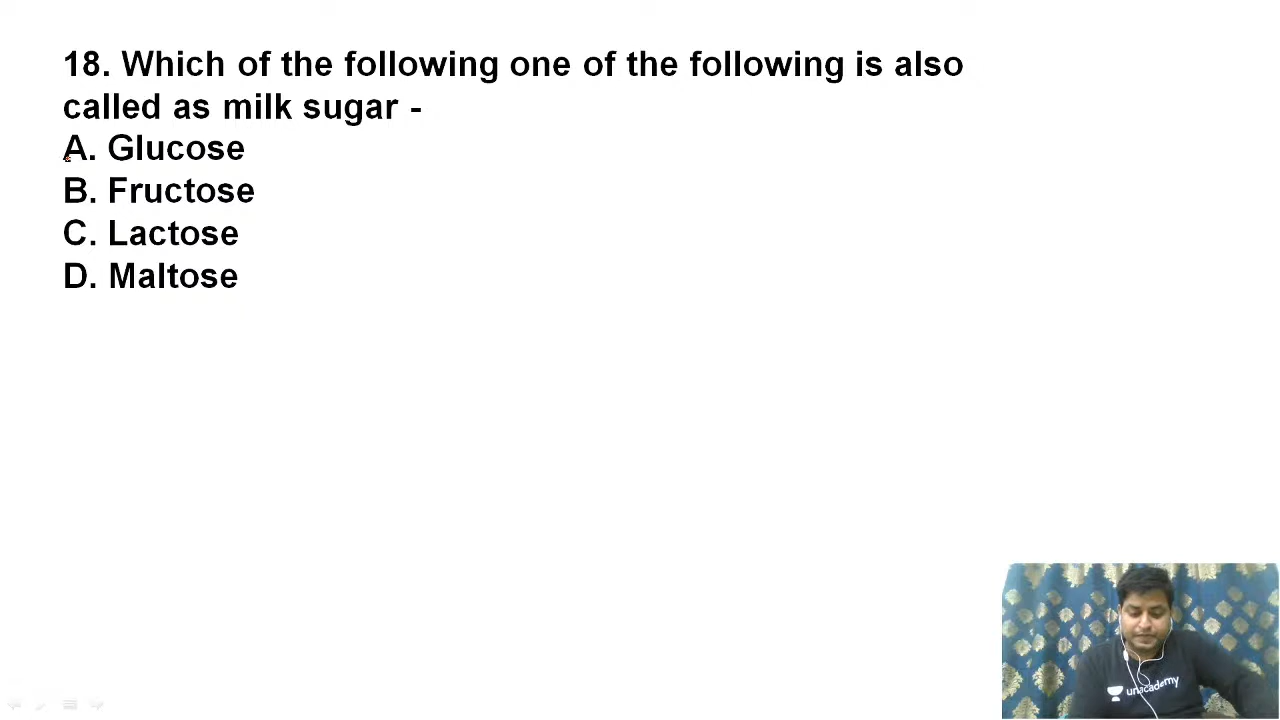 18. Which of the following one of the following is also
called as milk sugar -
A. Glucose
B. Fructose
C. Lactose
D. Maltose
unacademy